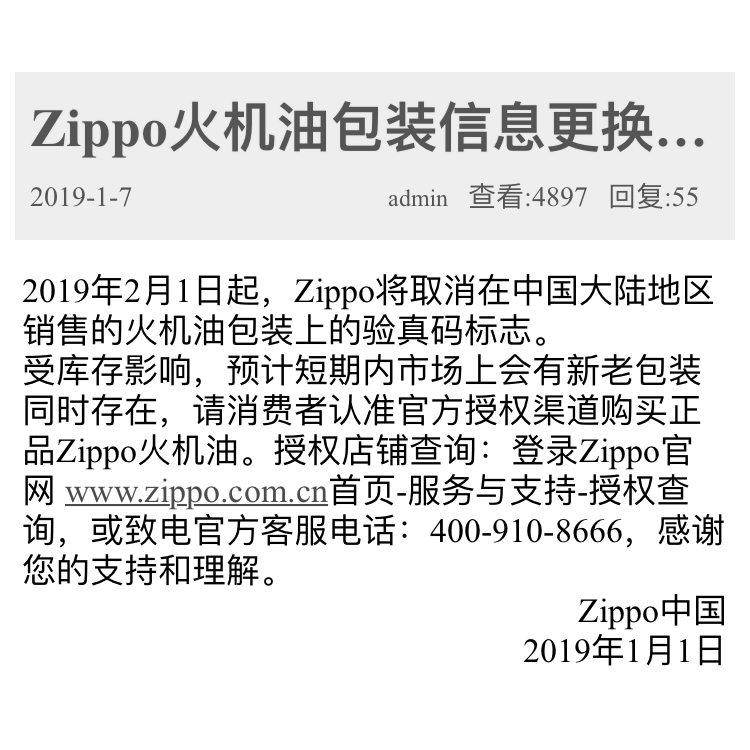 Zippo火机油包装信息更换…
2019-1-7 admin 查看:4897 回复:55
2019年2月1日起，Zippo将取消在中国大陆地区
销售的火机油包装上的验真码标志。
受库存影响，预计短期内市场上会有新老包装
同时存在，请消费者认准官方授权渠道购买正
品Zippo火机油。授权店铺查询：登录Zippo官
网 www.zippo.com.cn首页-服务与支持-授权查
询，或致电官方客服电话：400-910-8666，感谢
您的支持和理解。
Zippo中国
2019年1月1日